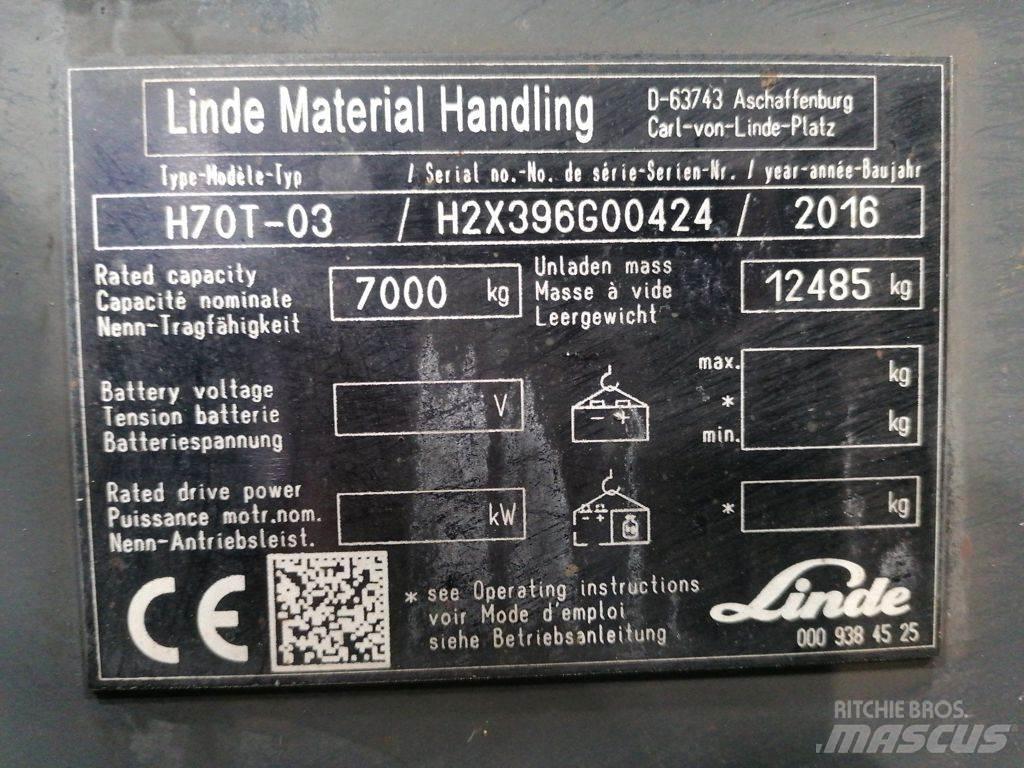 Linde Material Handling
D-63743 Aschaffenburg
Carl-von-Linde-Platz
Type-Modèle-Typ / Serial no.-No. de série-Serien-Nr. / year-année-Baujahr
H70T-03 / H2X396G00424 / 2016
Rated capacity
Capacité nominale
Nenn-Tragfähigkeit
7000 kg
Unladen mass
Masse à vide
Leergewicht
12485 kg
Battery voltage
Tension batterie
Batteriespannung
V
- +
max. kg
*
min. kg
Rated drive power
Puissance motr.nom.
Nenn-Antriebsleist.
kW
- +
kg
* kg
CE
* see Operating instructions
voir Mode d'emploi
siehe Betriebsanleitung
Linde
000 938 45 25
RITCHIE BROS.
MASCUS